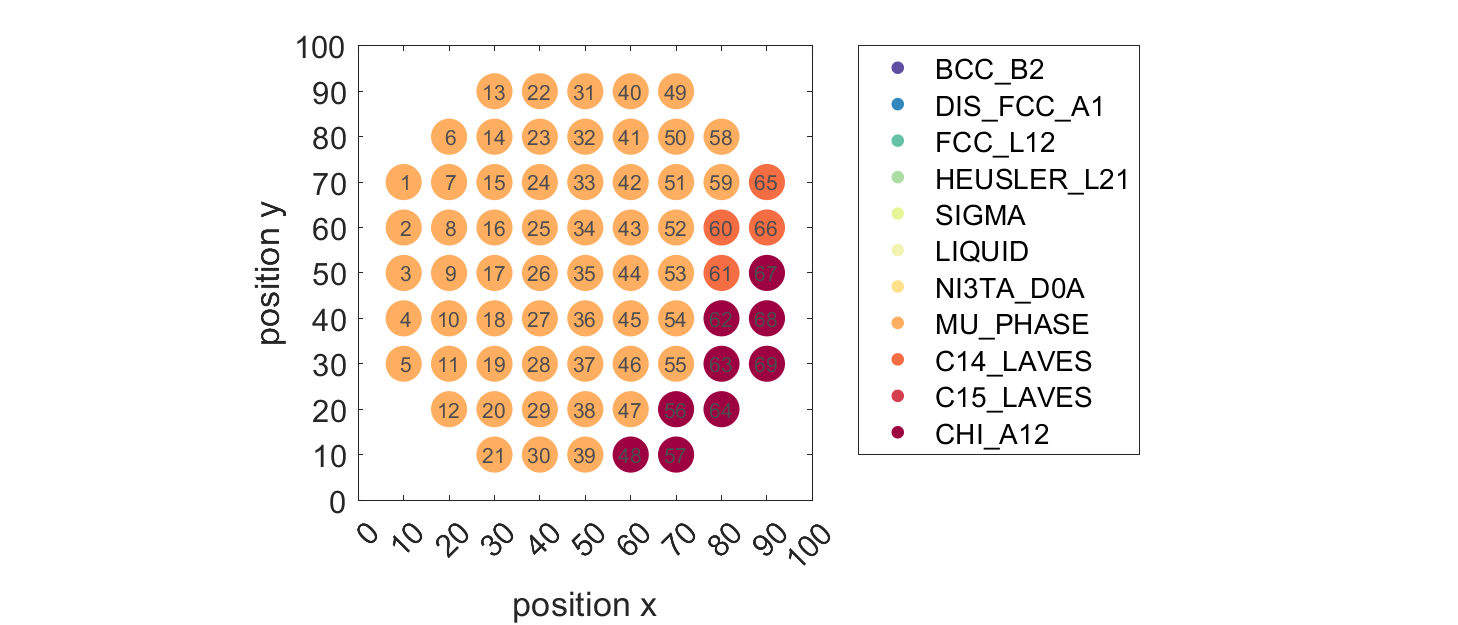 100
90
80
70
60
50
40
30
20
10
0
position y
13 22 31 40 49
6 14 23 32 41 50 58
1 7 15 24 33 42 51 59 65
2 8 16 25 34 43 52 60 66
3 9 17 26 35 44 53 61 67
4 10 18 27 36 45 54 62 68
5 11 19 28 37 46 55 63 69
12 20 29 38 47 56 64
21 30 39 48 57
0 10 20 30 40 50 60 70 80 90 100
position x
BCC_B2
DIS_FCC_A1
FCC_L12
HEUSLER_L21
SIGMA
LIQUID
NI3TA_D0A
MU_PHASE
C14_LAVES
C15_LAVES
CHI_A12